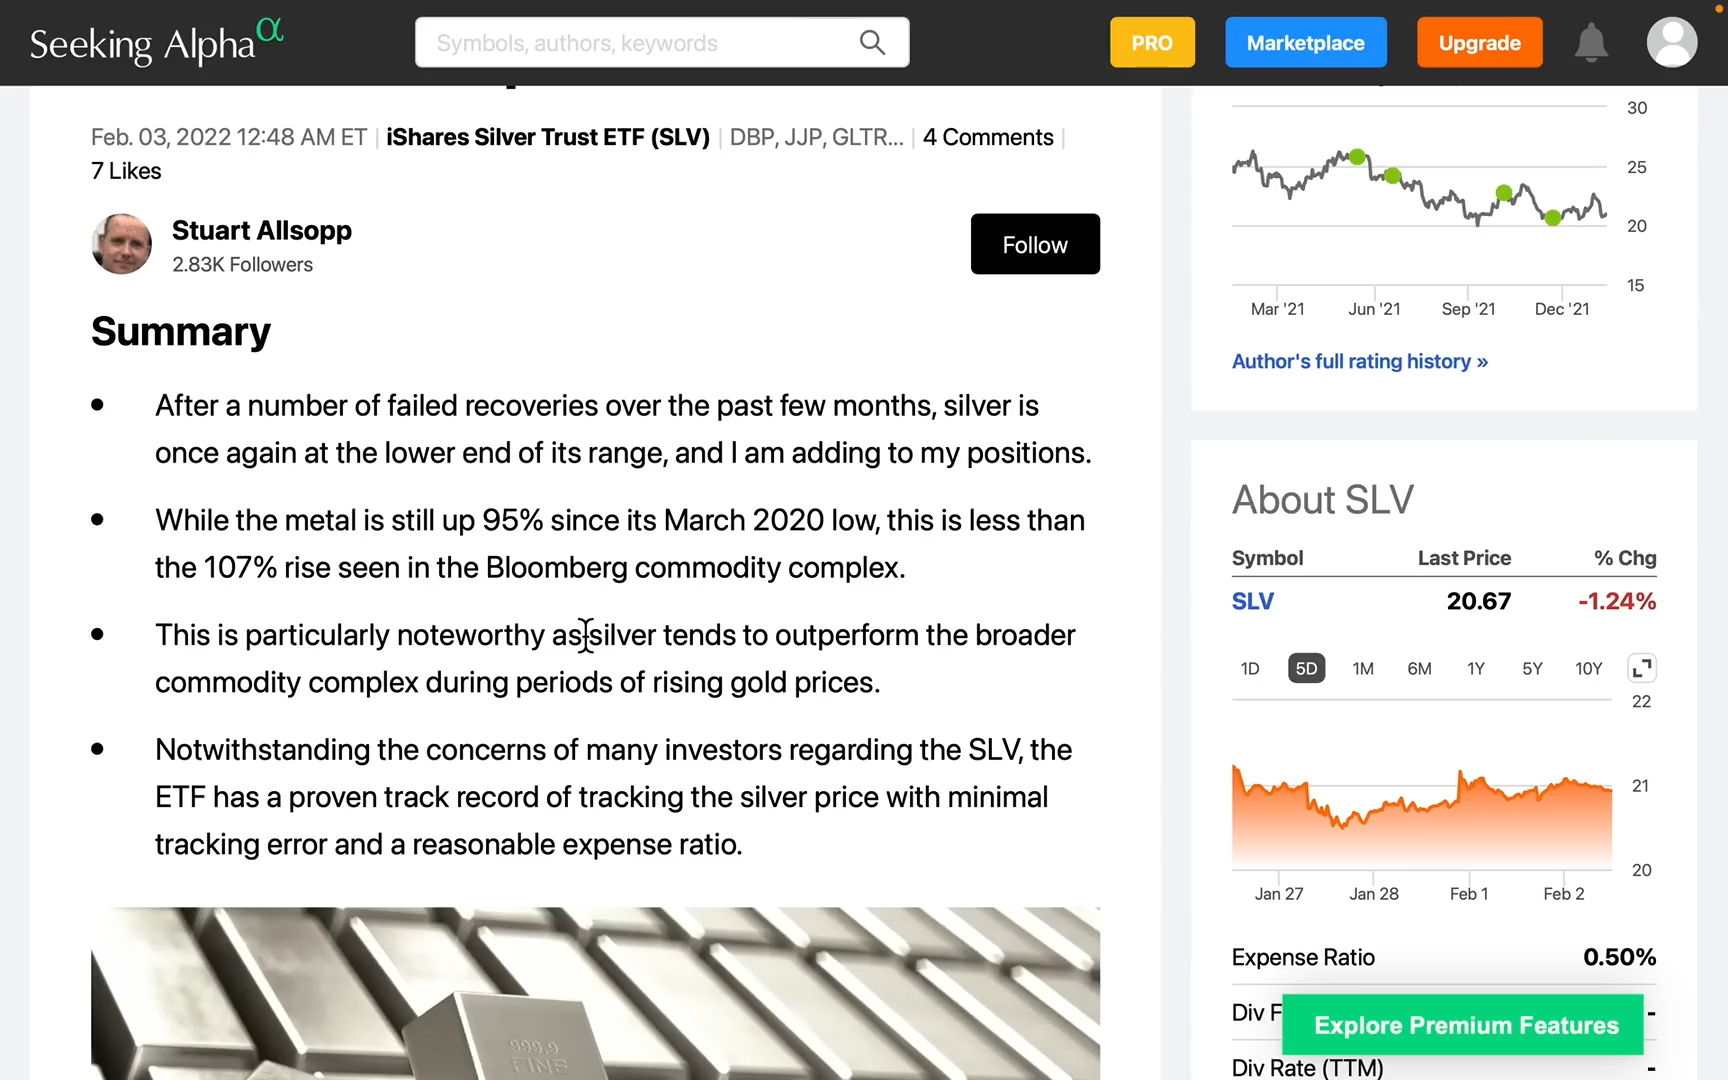 Seeking Alpha α
Symbols, authors, keywords
PRO
Marketplace
Upgrade
Feb. 03, 2022 12:48 AM ET | iShares Silver Trust ETF (SLV) | DBP, JJP, GLTR... | 4 Comments |
7 Likes
Stuart Allsopp
2.83K Followers
Follow
Summary
• After a number of failed recoveries over the past few months, silver is
once again at the lower end of its range, and I am adding to my positions.
• While the metal is still up 95% since its March 2020 low, this is less than
the 107% rise seen in the Bloomberg commodity complex.
• This is particularly noteworthy as silver tends to outperform the broader
commodity complex during periods of rising gold prices.
• Notwithstanding the concerns of many investors regarding the SLV, the
ETF has a proven track record of tracking the silver price with minimal
tracking error and a reasonable expense ratio.
999.9
FINE
30
25
20
15
Mar '21 Jun '21 Sep '21 Dec '21
Author's full rating history »
About SLV
Symbol Last Price % Chg
SLV 20.67 -1.24%
1D 5D 1M 6M 1Y 5Y 10Y
22
21
20
Jan 27 Jan 28 Feb 1 Feb 2
Expense Ratio 0.50%
Div F -
Explore Premium Features
Div Rate (TTM) -